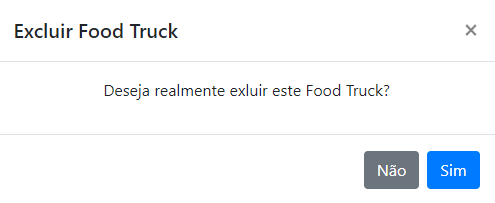 Excluir Food Truck
×
Deseja realmente exluir este Food Truck?
Não
Sim